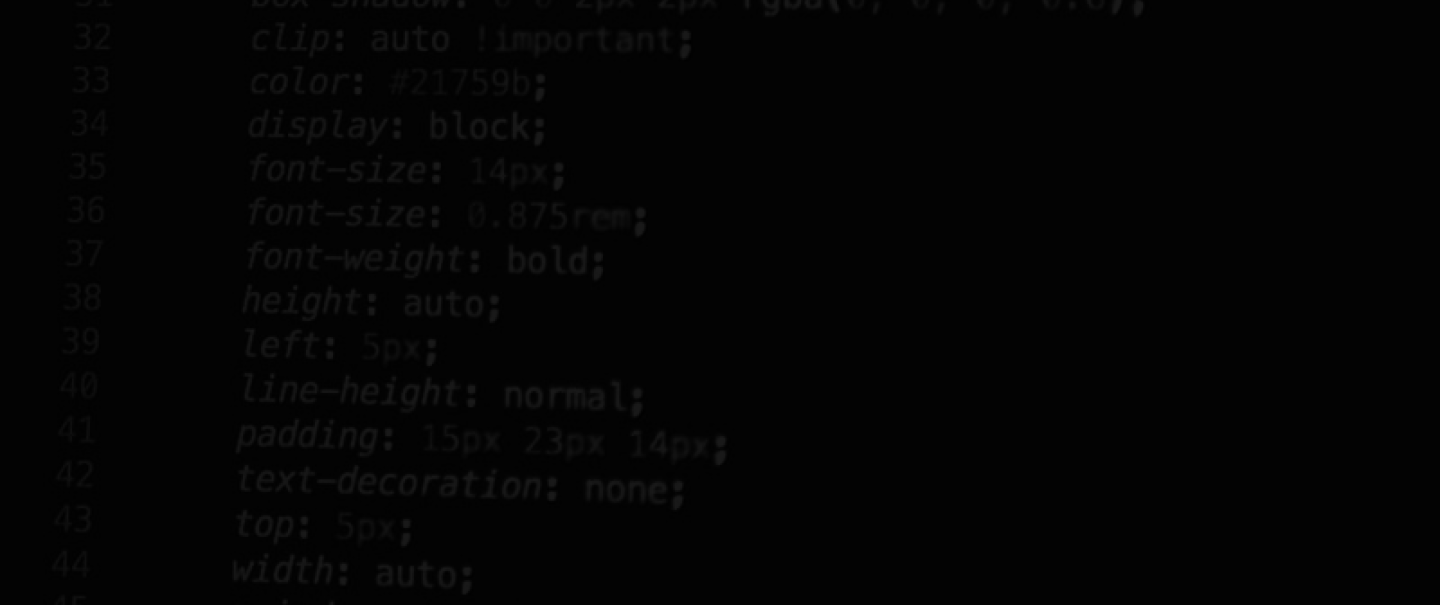 31 box-shadow: 0 0 2px 2px rgba(0, 0, 0, 0.6);
32 clip: auto !important;
33 color: #21759b;
34 display: block;
35 font-size: 14px;
36 font-size: 0.875rem;
37 font-weight: bold;
38 height: auto;
39 left: 5px;
40 line-height: normal;
41 padding: 15px 23px 14px;
42 text-decoration: none;
43 top: 5px;
44 width: auto;
45